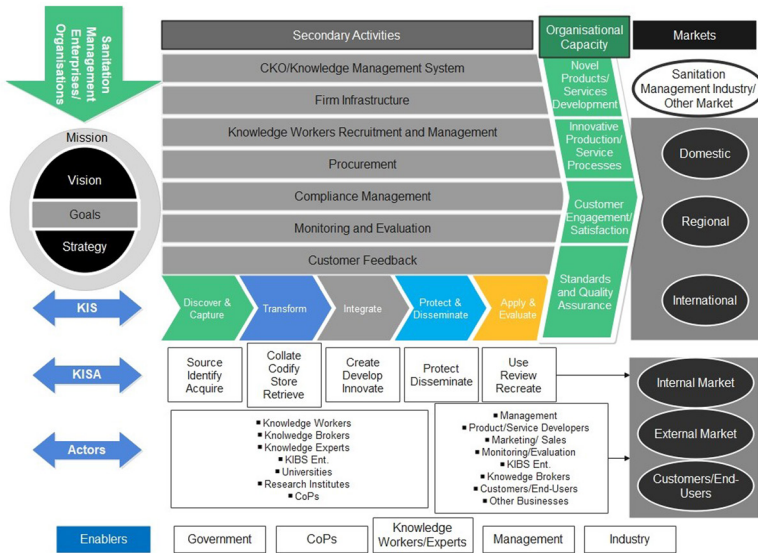 Sanitation
Management
Enterprises/
Organisations
Secondary Activities
Organisational
Capacity
Markets
CKO/Knowledge Management System
Firm Infrastructure
Knowledge Workers Recruitment and Management
Procurement
Compliance Management
Monitoring and Evaluation
Customer Feedback
Novel
Products/
Services
Development
Innovative
Production/
Service
Processes
Customer
Engagement/
Satisfaction
Standards
and Quality
Assurance
Sanitation
Management Industry/
Other Market
Domestic
Regional
International
Mission
Vision
Goals
Strategy
KIS
Discover &
Capture
Transform
Integrate
Protect &
Disseminate
Apply &
Evaluate
KISA
Source
Identify
Acquire
Collate
Codify
Store
Retrieve
Create
Develop
Innovate
Protect
Disseminate
Use
Review
Recreate
Internal Market
External Market
Customers/End-
Users
Actors
▪ Knowledge Workers
▪ Knolwedge Brokers
▪ Knowledge Experts
▪ KIBS Ent.
▪ Universities
▪ Research Institutes
▪ CoPs
▪ Management
▪ Product/Service Developers
▪ Marketing/ Sales
▪ Monitoring/Evaluation
▪ KIBS Ent.
▪ Knowedge Brokers
▪ Customers/End-Users
▪ Other Businesses
Enablers
Government
CoPs
Knowledge
Workers/Experts
Management
Industry